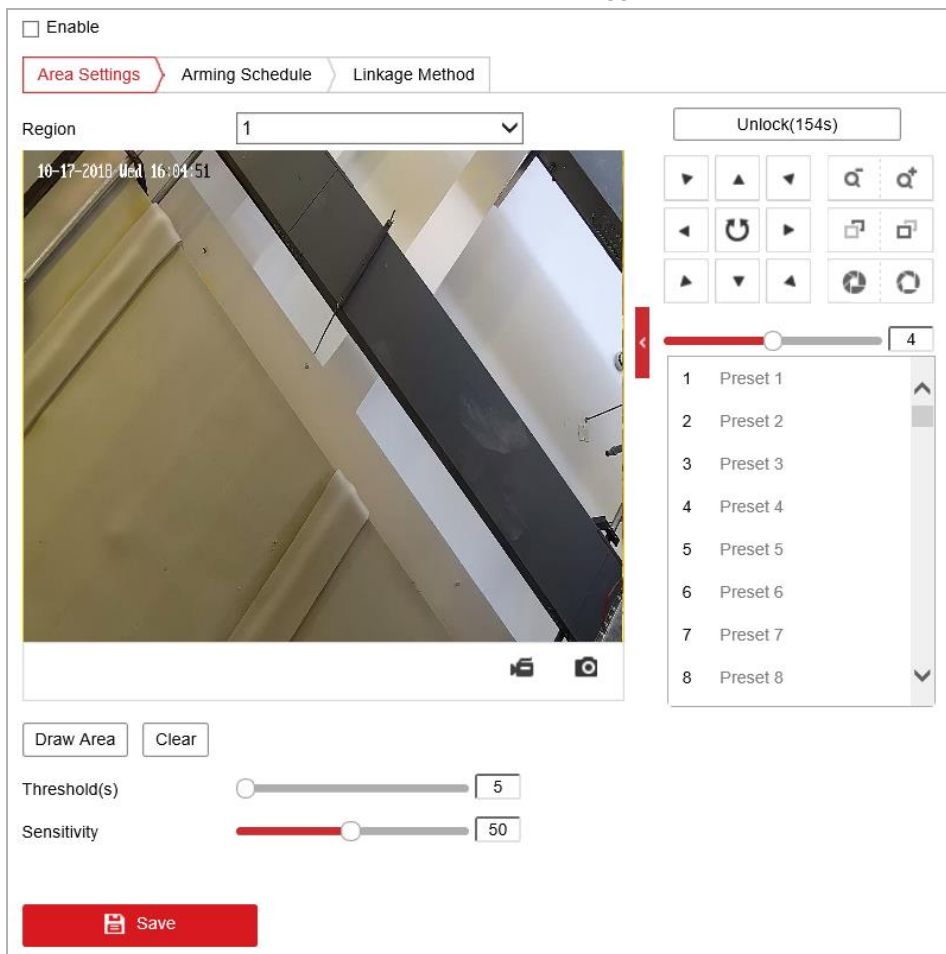 Enable
Area Settings
Arming Schedule
Linkage Method
Region
1
Unlock(154s)
10-17-2018 Wed 16:04:51
4
1 Preset 1
2 Preset 2
3 Preset 3
4 Preset 4
5 Preset 5
6 Preset 6
7 Preset 7
8 Preset 8
Draw Area
Clear
Threshold(s)
5
Sensitivity
50
Save